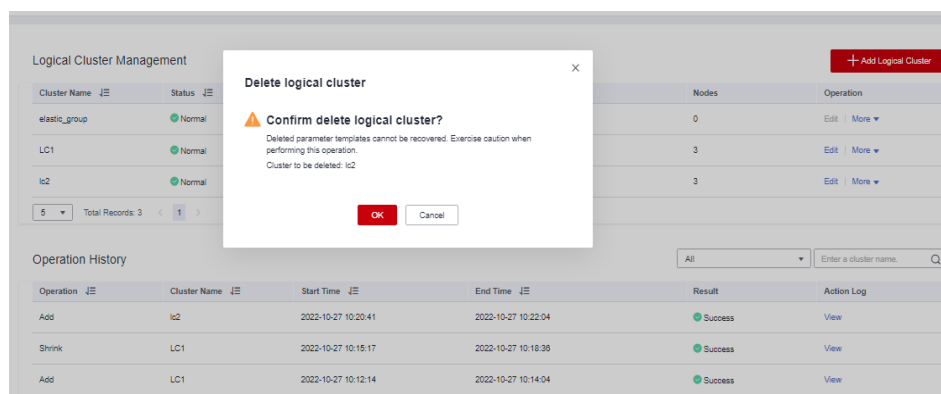 Logical Cluster Management
+ Add Logical Cluster
Cluster Name Status Nodes Operation
elastic_group Normal 0 Edit | More
LC1 Normal 3 Edit | More
lc2 Normal 3 Edit | More
5 Total Records: 3 < 1 >
Delete logical cluster
Confirm delete logical cluster?
Deleted parameter templates cannot be recovered. Exercise caution when
performing this operation.
Cluster to be deleted: lc2
OK Cancel
Operation History
All Enter a cluster name.
Operation Cluster Name Start Time End Time Result Action Log
Add lc2 2022-10-27 10:20:41 2022-10-27 10:22:04 Success View
Shrink LC1 2022-10-27 10:15:17 2022-10-27 10:18:36 Success View
Add LC1 2022-10-27 10:12:14 2022-10-27 10:14:04 Success View